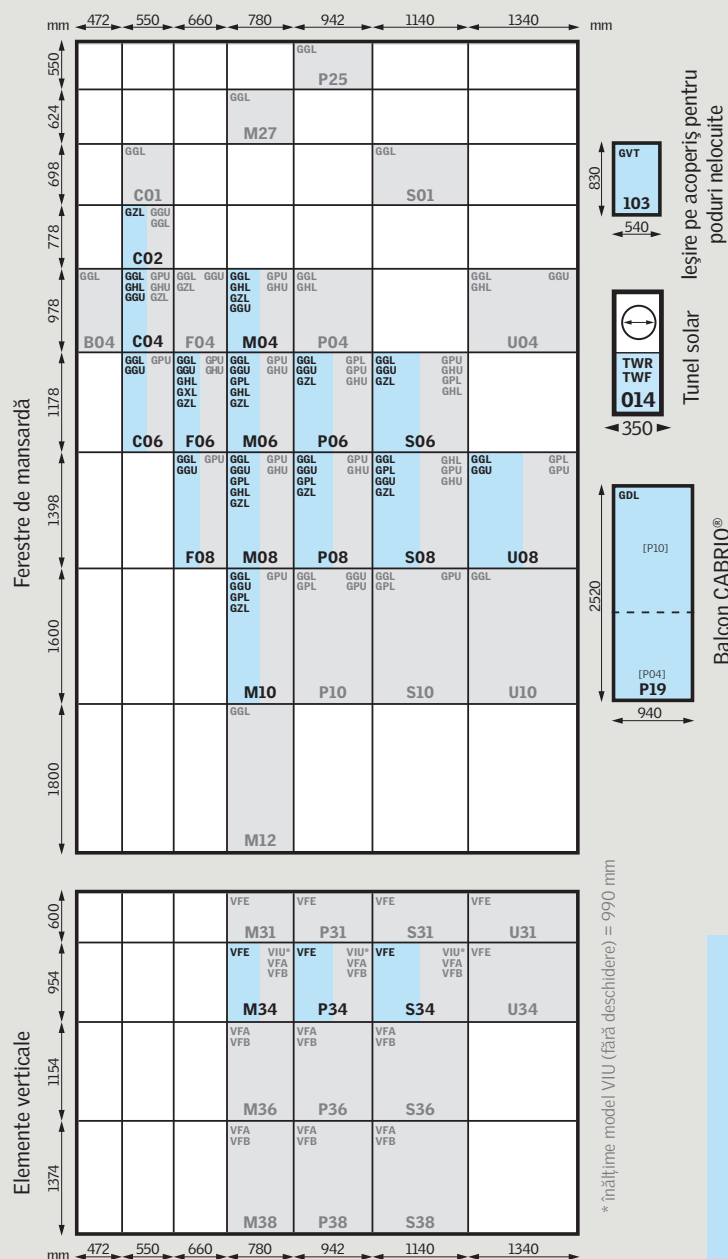 mm 472 550 660 780 942 1140 1340 mm
Ferestre de mansardă
550
GGL
P25
624
GGL
M27
698
GGL
C01
GGL
S01
778
GZL GGU
GGL
C02
978
GGL
B04
GGL GPU
GHL GHU
GGU GZL
C04
GGL GGU
GZL
F04
GGL GPU
GHL GHU
GZL
GGU
M04
GGL
GHL
P04
GGL GGU
GHL
U04
1178
GGL GPU
GGU
C06
GGL GPU
GGU GHU
GHL
GXL
GZL
F06
GGL GPU
GGU GHU
GPL
GHL
GZL
M06
GGL GPL
GGU GPU
GZL GHU
P06
GGL GPU
GGU GHU
GZL GPL
GHL
S06
1398
GGL GPU
GGU
F08
GGL GPU
GGU GHU
GPL
GHL
GZL
M08
GGL GPU
GGU GHU
GPL
GZL
P08
GGL GHL
GPL GPU
GGU GHU
GZL
S08
GGL GPL
GGU GPU
U08
1600
GGL GPU
GGU
GPL
GZL
M10
GGL GGU
GPL GPU
P10
GGL GPU
GPL
S10
GGL
U10
1800
GGL
M12
Ieșire pe acoperiș pentru
poduri nelocuite
830
GVT
103
540
Tunel solar
TWR
TWF
014
350
Balcon CABRIO®
2520
GDL
[P10]
[P04]
P19
940
Elemente verticale
600
VFE
M31
VFE
P31
VFE
S31
VFE
U31
954
VFE VIU*
VFA
VFB
M34
VFE VIU*
VFA
VFB
P34
VFE VIU*
VFA
VFB
S34
VFE
U34
1154
VFA
VFB
M36
VFA
VFB
P36
VFA
VFB
S36
1374
VFA
VFB
M38
VFA
VFB
P38
VFA
VFB
S38
mm 472 550 660 780 942 1140 1340
* înălțime model VIU (fără deschidere) = 990 mm